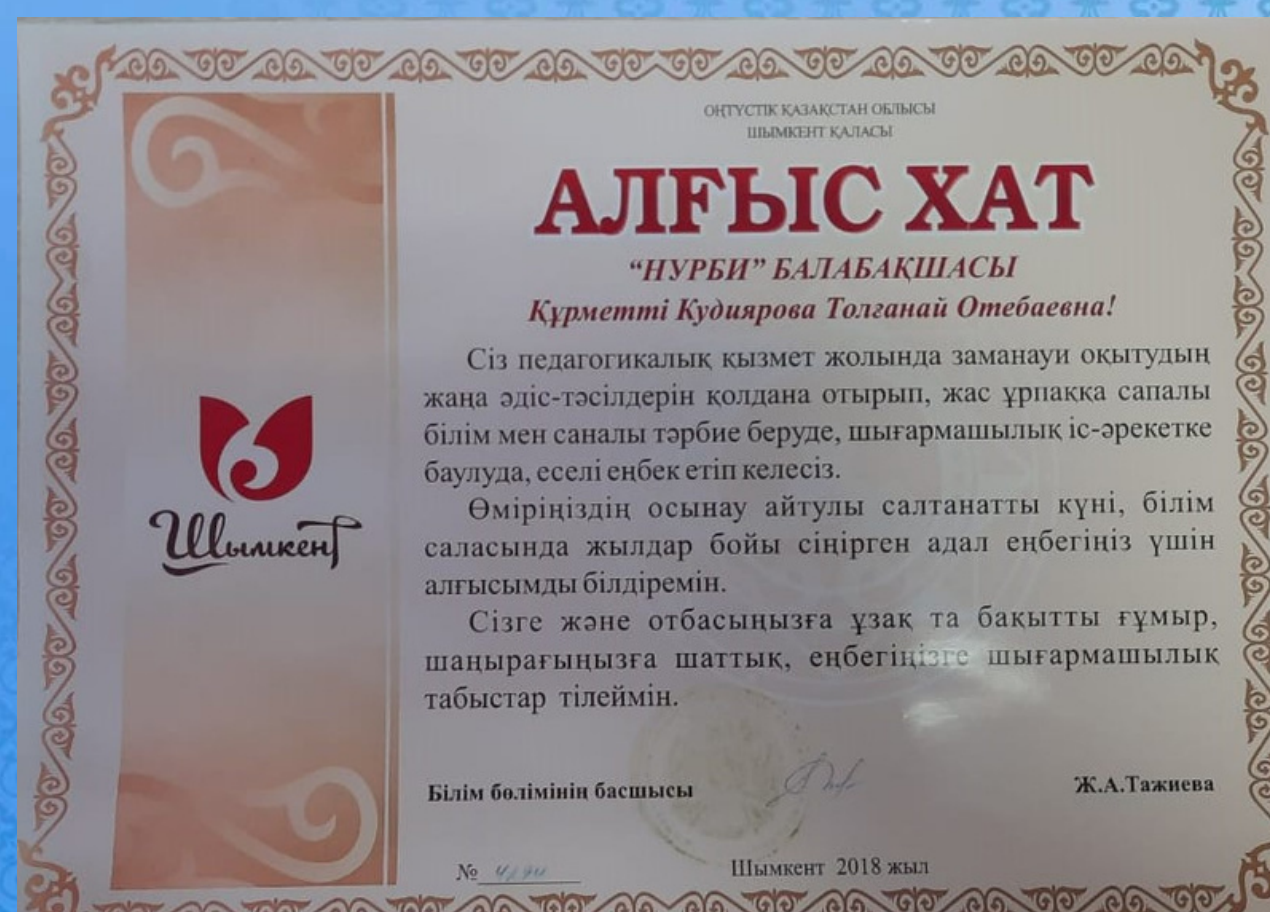 ОҢТҮСТІК ҚАЗАҚСТАН ОБЛЫСЫ
ШЫМКЕНТ ҚАЛАСЫ
АЛҒЫС ХАТ
“НУРБИ” БАЛАБАҚШАСЫ
Құрметті Кудиярова Толғанай Отебаевна!
Сіз педагогикалық қызмет жолында заманауи оқытудың
жаңа әдіс-тәсілдерін қолдана отырып, жас ұрпаққа сапалы
білім мен саналы тәрбие беруде, шығармашылық іс-әрекетке
баулуда, еселі еңбек етіп келесіз.
Өміріңіздің осынау айтулы салтанатты күні, білім
саласында жылдар бойы сіңірген адал еңбегіңіз үшін
алғысымды білдіремін.
Сізге және отбасыңызға ұзақ та бақытты ғұмыр,
шаңырағыңызға шаттық, еңбегіңізге шығармашылық
табыстар тілеймін.
Шымкент
Білім бөлімінің басшысы Ж.А.Тажиева
№
Шымкент 2018 жыл